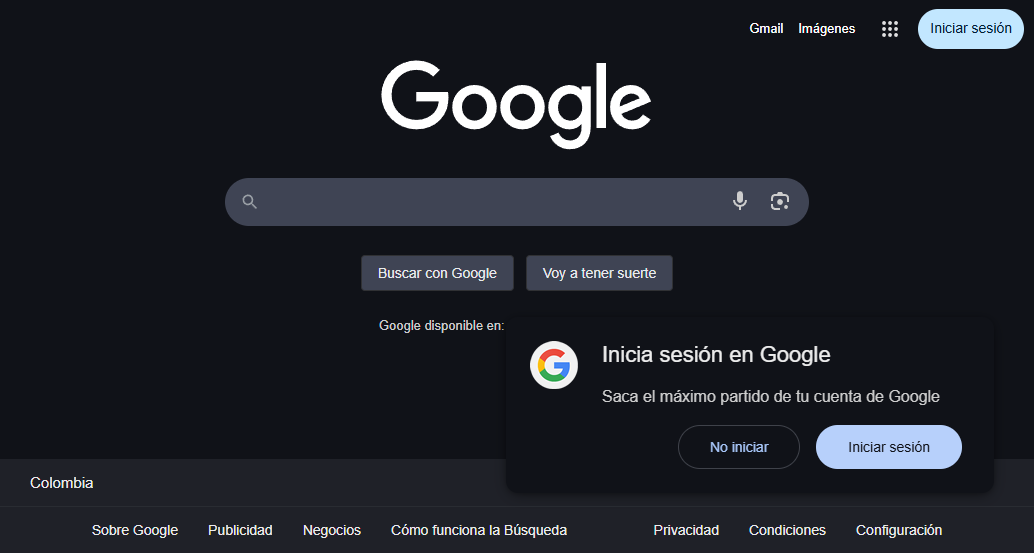 Gmail Imágenes Iniciar sesión
Google
Buscar con Google Voy a tener suerte
Google disponible en:
Inicia sesión en Google
Saca el máximo partido de tu cuenta de Google
No iniciar Iniciar sesión
Colombia
Sobre Google Publicidad Negocios Cómo funciona la Búsqueda Privacidad Condiciones Configuración